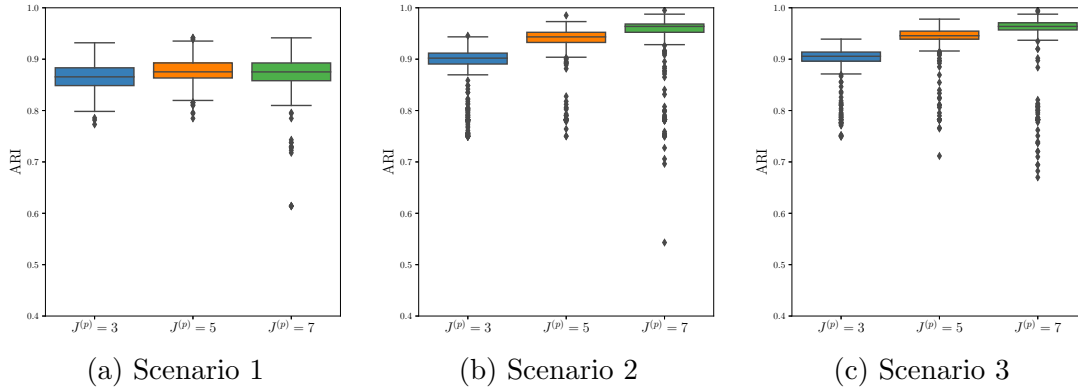 1.0
0.9
0.8
0.7
0.6
0.5
0.4
ARI
J^{(p)} = 3 J^{(p)} = 5 J^{(p)} = 7
(a) Scenario 1
1.0
0.9
0.8
0.7
0.6
0.5
0.4
ARI
J^{(p)} = 3 J^{(p)} = 5 J^{(p)} = 7
(b) Scenario 2
1.0
0.9
0.8
0.7
0.6
0.5
0.4
ARI
J^{(p)} = 3 J^{(p)} = 5 J^{(p)} = 7
(c) Scenario 3